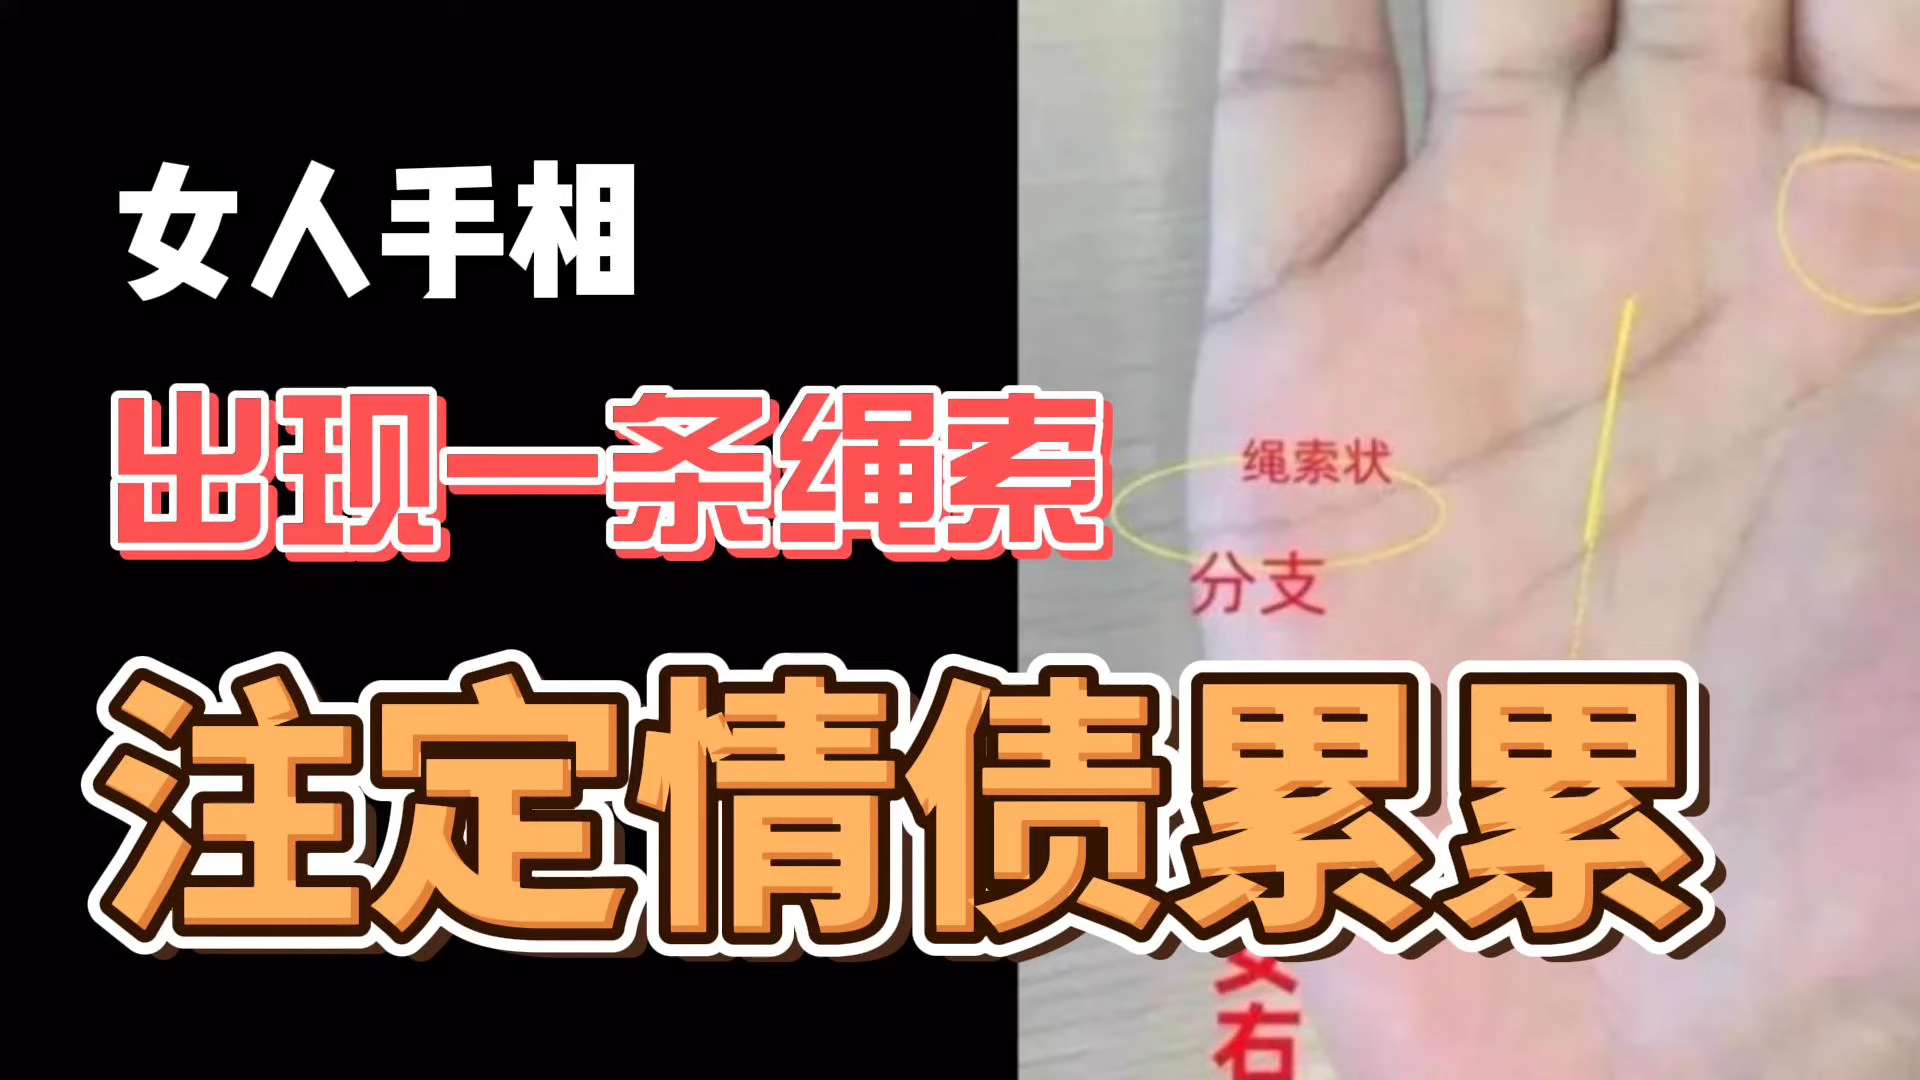 女人手相
出现一条绳索
绳索状
分支
注定情债累累
女右